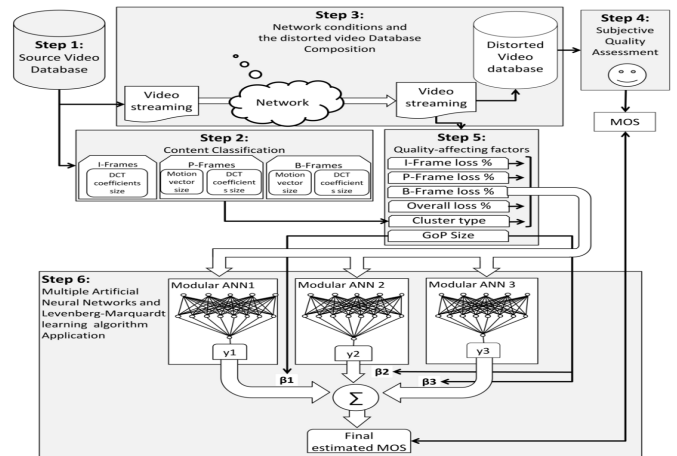 Step 1:
Source Video
Database
Step 3:
Network conditions and
the distorted video Database
Composition
Video
streaming
Network
Video
streaming
Distorted
Video
database
Step 4:
Subjective
Quality
Assessment
MOS
Step 2:
Content Classification
I-Frames
DCT
coefficients
size
P-Frames
Motion
vector
size
DCT
coefficient
s size
B-Frames
Motion
vector
size
DCT
coefficient
s size
Step 5:
Quality-affecting factors
I-Frame loss %
P-Frame loss %
B-Frame loss %
Overall loss %
Cluster type
GoP Size
Step 6:
Multiple Artificial
Neural Networks and
Levenberg-Marquardt
learning algorithm
Application
Modular ANN1
y1
Modular ANN 2
y2
Modular ANN 3
y3
β1
β2
β3
Σ
Final
estimated MOS